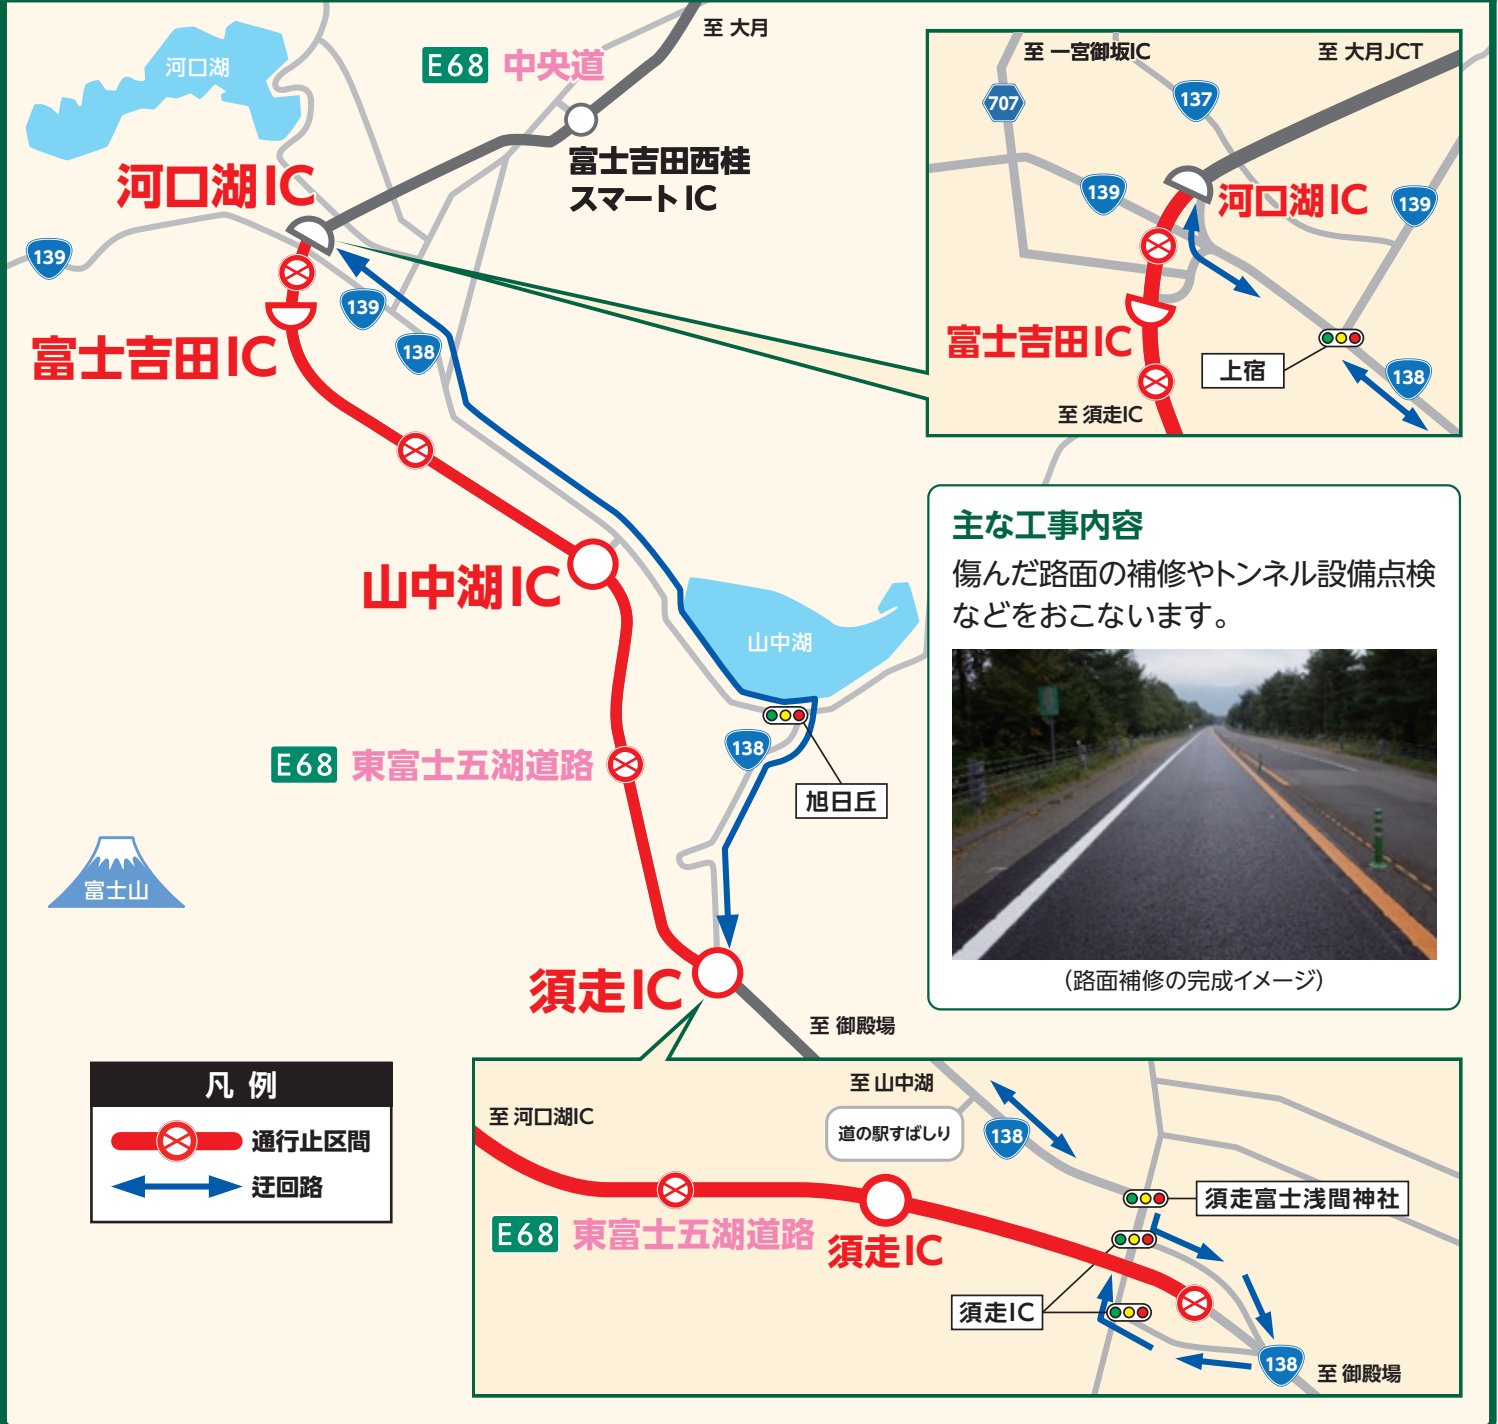 至 大月
河口湖
E68 中央道
富士吉田西桂
スマートIC
河口湖IC
139
139
138
富士吉田IC
山中湖IC
山中湖
E68 東富士五湖道路
138
旭日丘
富士山
須走IC
至 御殿場
至 一宮御坂IC
至 大月JCT
707
137
139
河口湖IC
139
富士吉田IC
上宿
138
至 須走IC
主な工事内容
傷んだ路面の補修やトンネル設備点検
などをおこないます。
(路面補修の完成イメージ)
凡 例
通行止区間
迂回路
至 山中湖
至 河口湖IC
道の駅すばしり
138
須走富士浅間神社
E68 東富士五湖道路
須走IC
須走IC
138
至 御殿場